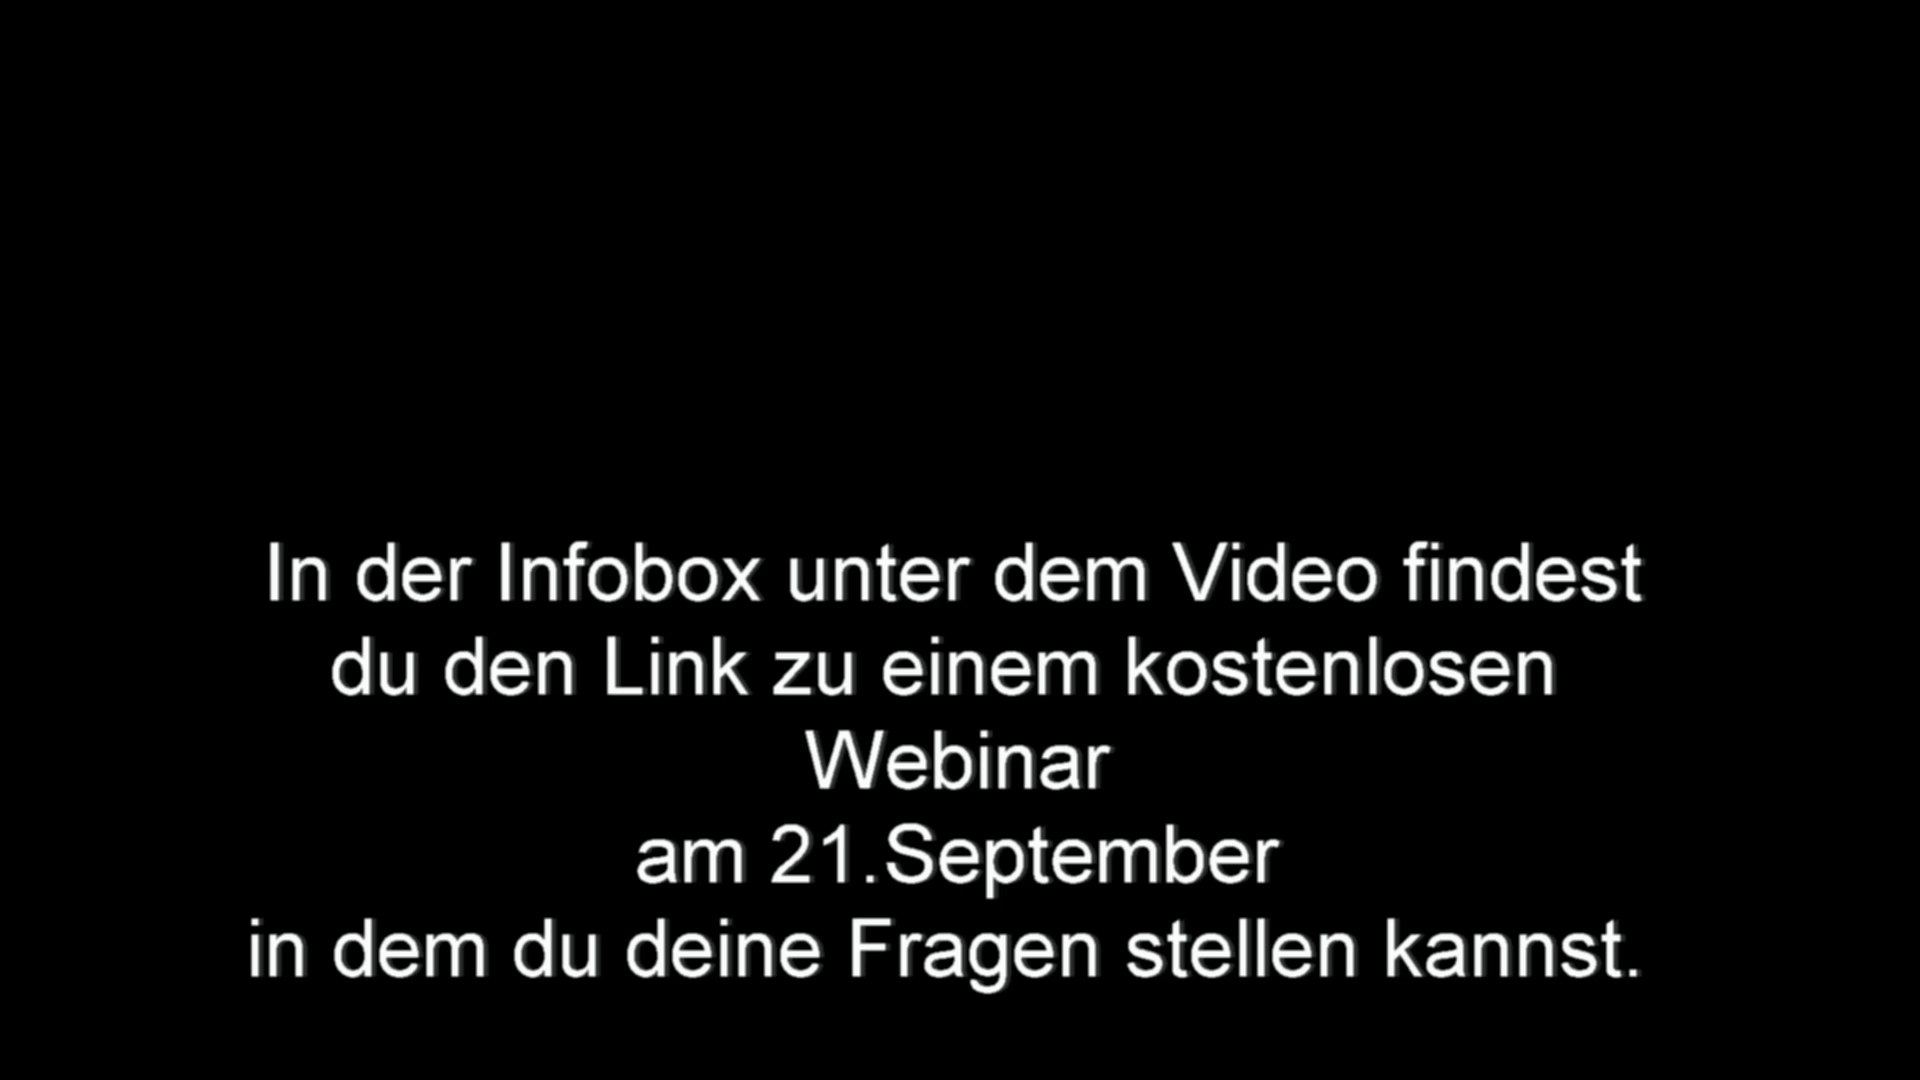 In der Infobox unter dem Video findest
du den Link zu einem kostenlosen
Webinar
am 21.September
in dem du deine Fragen stellen kannst.